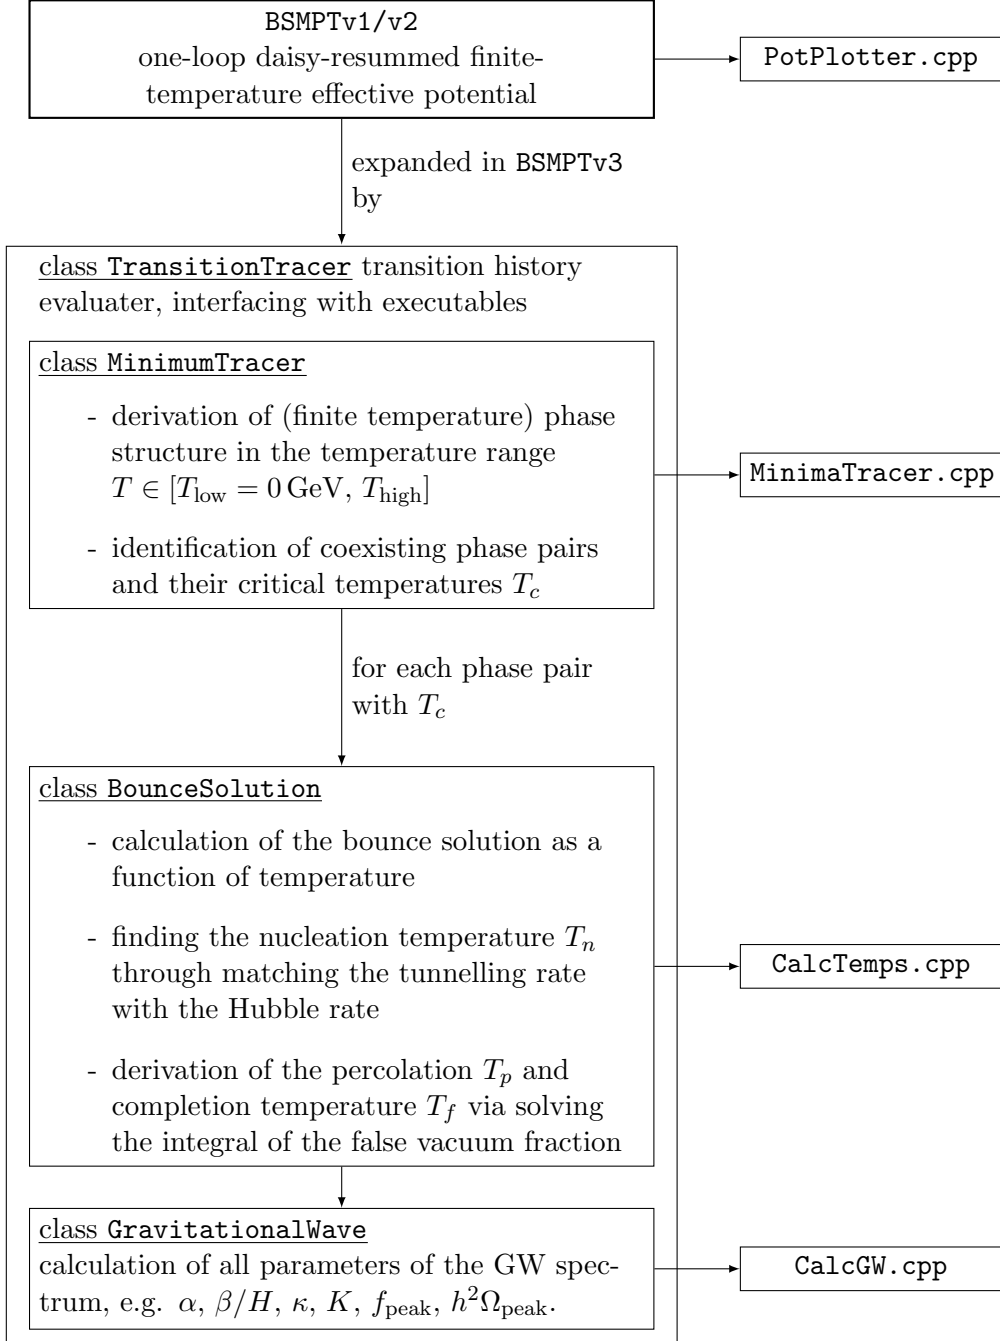 BSMPTv1/v2
one-loop daisy-resummed finite-
temperature effective potential
PotPlotter.cpp
expanded in BSMPTv3
by
class TransitionTracer transition history
evaluater, interfacing with executables
class MinimumTracer
- derivation of (finite temperature) phase
structure in the temperature range
T ∈ [T_low = 0 GeV, T_high]
- identification of coexisting phase pairs
and their critical temperatures T_c
MinimaTracer.cpp
for each phase pair
with T_c
class BounceSolution
- calculation of the bounce solution as a
function of temperature
- finding the nucleation temperature T_n
through matching the tunnelling rate
with the Hubble rate
- derivation of the percolation T_p and
completion temperature T_f via solving
the integral of the false vacuum fraction
CalcTemps.cpp
class GravitationalWave
calculation of all parameters of the GW spec-
trum, e.g. α, β/H, κ, K, f_peak, h²Ω_peak.
CalcGW.cpp